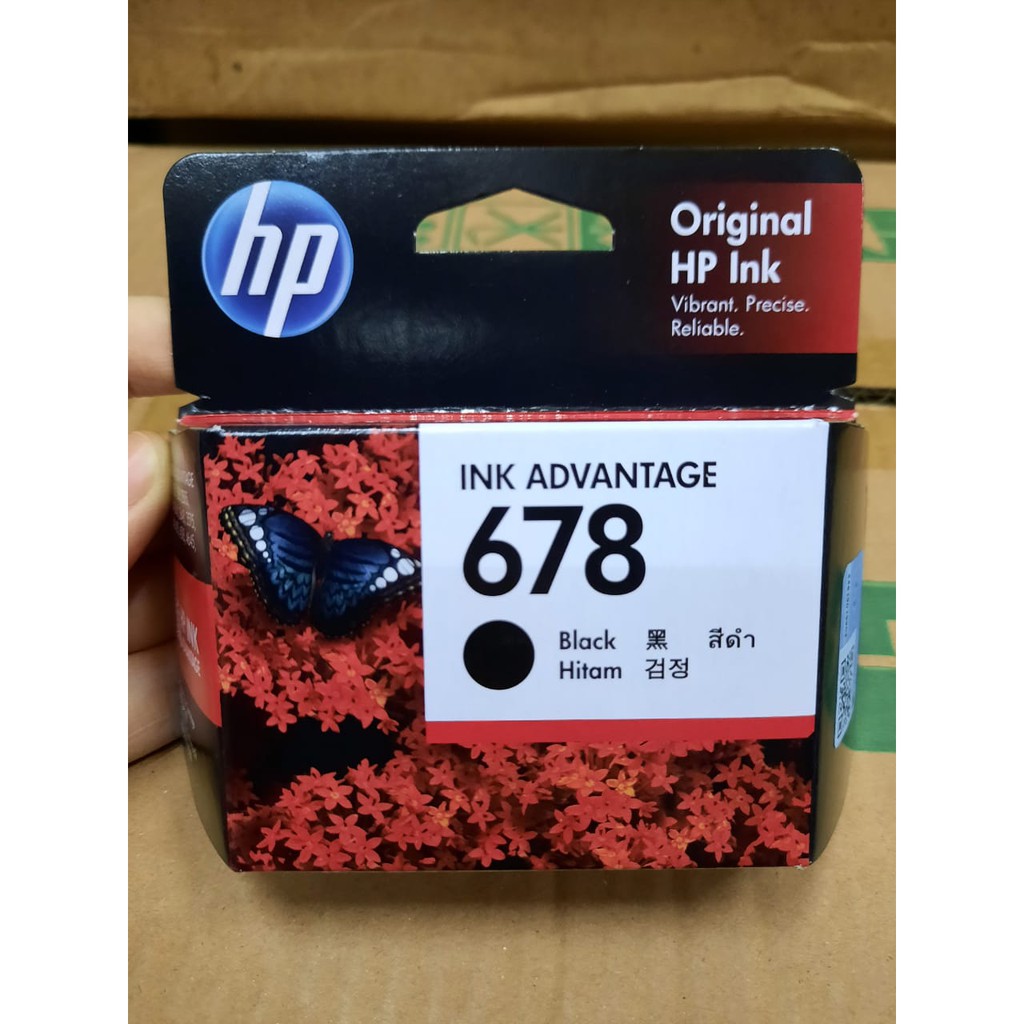 hp
Original
HP Ink
Vibrant. Precise.
Reliable.
INK ADVANTAGE
678
Black 黑 สีดำ
Hitam 검정